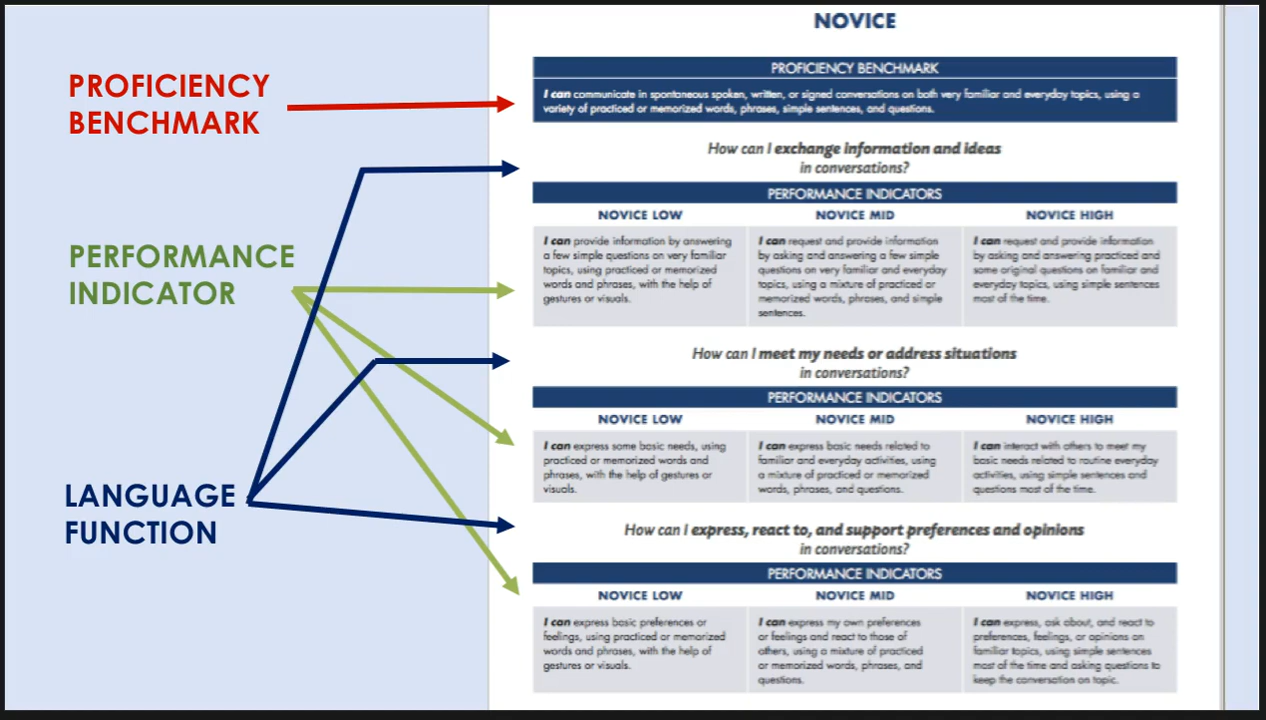 PROFICIENCY
BENCHMARK
PERFORMANCE
INDICATOR
LANGUAGE
FUNCTION
NOVICE
PROFICIENCY BENCHMARK
I can communicate in spontaneous spoken, written, or signed conversations on both very familiar and everyday topics, using a
variety of practiced or memorized words, phrases, simple sentences, and questions.
How can I exchange information and ideas
in conversations?
PERFORMANCE INDICATORS
NOVICE LOW
I can provide information by answering
a few simple questions on very familiar
topics, using practiced or memorized
words and phrases, with the help of
gestures or visuals.
NOVICE MID
I can request and provide information
by asking and answering a few simple
questions on very familiar and everyday
topics, using a mixture of practiced or
memorized words, phrases, and simple
sentences.
NOVICE HIGH
I can request and provide information
by asking and answering practiced and
some original questions on familiar and
everyday topics, using simple sentences
most of the time.
How can I meet my needs or address situations
in conversations?
PERFORMANCE INDICATORS
NOVICE LOW
I can express some basic needs, using
practiced or memorized words and
phrases, with the help of gestures or
visuals.
NOVICE MID
I can express basic needs related to
familiar and everyday activities, using
a mixture of practiced or memorized
words, phrases, and questions.
NOVICE HIGH
I can interact with others to meet my
basic needs related to routine everyday
activities, using simple sentences and
questions most of the time.
How can I express, react to, and support preferences and opinions
in conversations?
PERFORMANCE INDICATORS
NOVICE LOW
I can express basic preferences or
feelings, using practiced or memorized
words and phrases, with the help of
gestures or visuals.
NOVICE MID
I can express my own preferences
or feelings and react to those of
others, using a mixture of practiced
or memorized words, phrases, and
questions.
NOVICE HIGH
I can express, ask about, and react to
preferences, feelings, or opinions on
familiar topics, using simple sentences
most of the time and asking questions to
keep the conversation on topic.